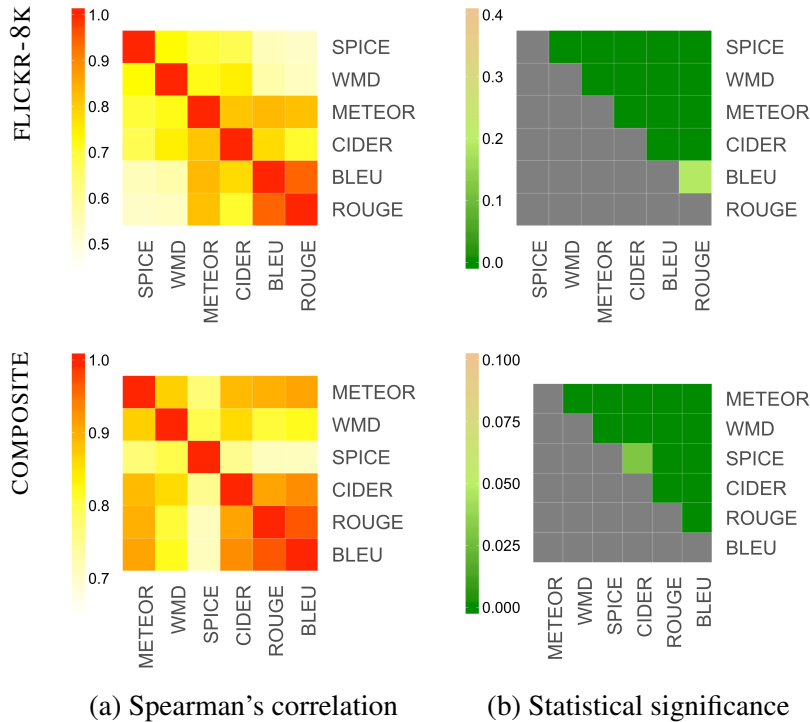 FLICKR-8K
1.0
0.9
0.8
0.7
0.6
0.5
SPICE
WMD
METEOR
CIDER
BLEU
ROUGE
SPICE
WMD
METEOR
CIDER
BLEU
ROUGE
0.4
0.3
0.2
0.1
0.0
SPICE
WMD
METEOR
CIDER
BLEU
ROUGE
SPICE
WMD
METEOR
CIDER
BLEU
ROUGE
COMPOSITE
1.0
0.9
0.8
0.7
METEOR
WMD
SPICE
CIDER
ROUGE
BLEU
METEOR
WMD
SPICE
CIDER
ROUGE
BLEU
0.100
0.075
0.050
0.025
0.000
METEOR
WMD
SPICE
CIDER
ROUGE
BLEU
METEOR
WMD
SPICE
CIDER
ROUGE
BLEU
(a) Spearman's correlation
(b) Statistical significance